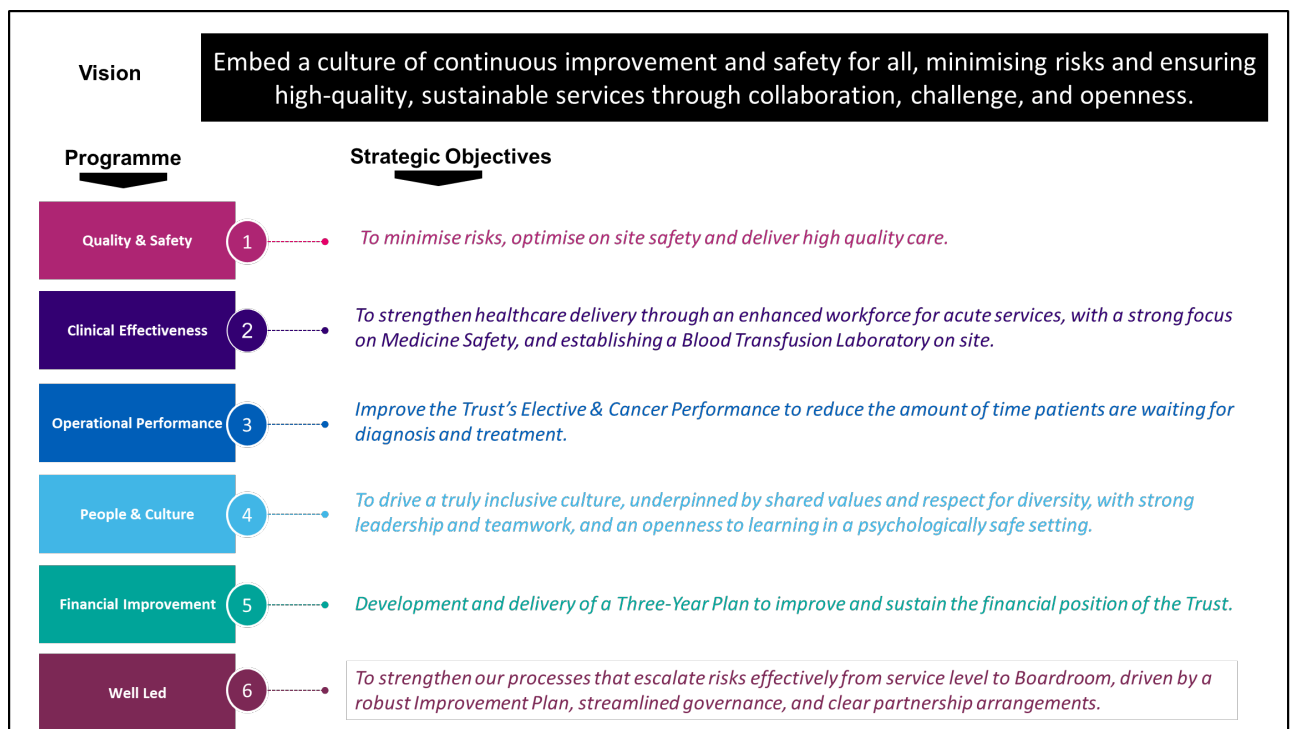 Vision
Embed a culture of continuous improvement and safety for all, minimising risks and ensuring
high-quality, sustainable services through collaboration, challenge, and openness.
Programme
Strategic Objectives
Quality & Safety
1
To minimise risks, optimise on site safety and deliver high quality care.
Clinical Effectiveness
2
To strengthen healthcare delivery through an enhanced workforce for acute services, with a strong focus
on Medicine Safety, and establishing a Blood Transfusion Laboratory on site.
Operational Performance
3
Improve the Trust's Elective & Cancer Performance to reduce the amount of time patients are waiting for
diagnosis and treatment.
People & Culture
4
To drive a truly inclusive culture, underpinned by shared values and respect for diversity, with strong
leadership and teamwork, and an openness to learning in a psychologically safe setting.
Financial Improvement
5
Development and delivery of a Three-Year Plan to improve and sustain the financial position of the Trust.
Well Led
6
To strengthen our processes that escalate risks effectively from service level to Boardroom, driven by a
robust Improvement Plan, streamlined governance, and clear partnership arrangements.